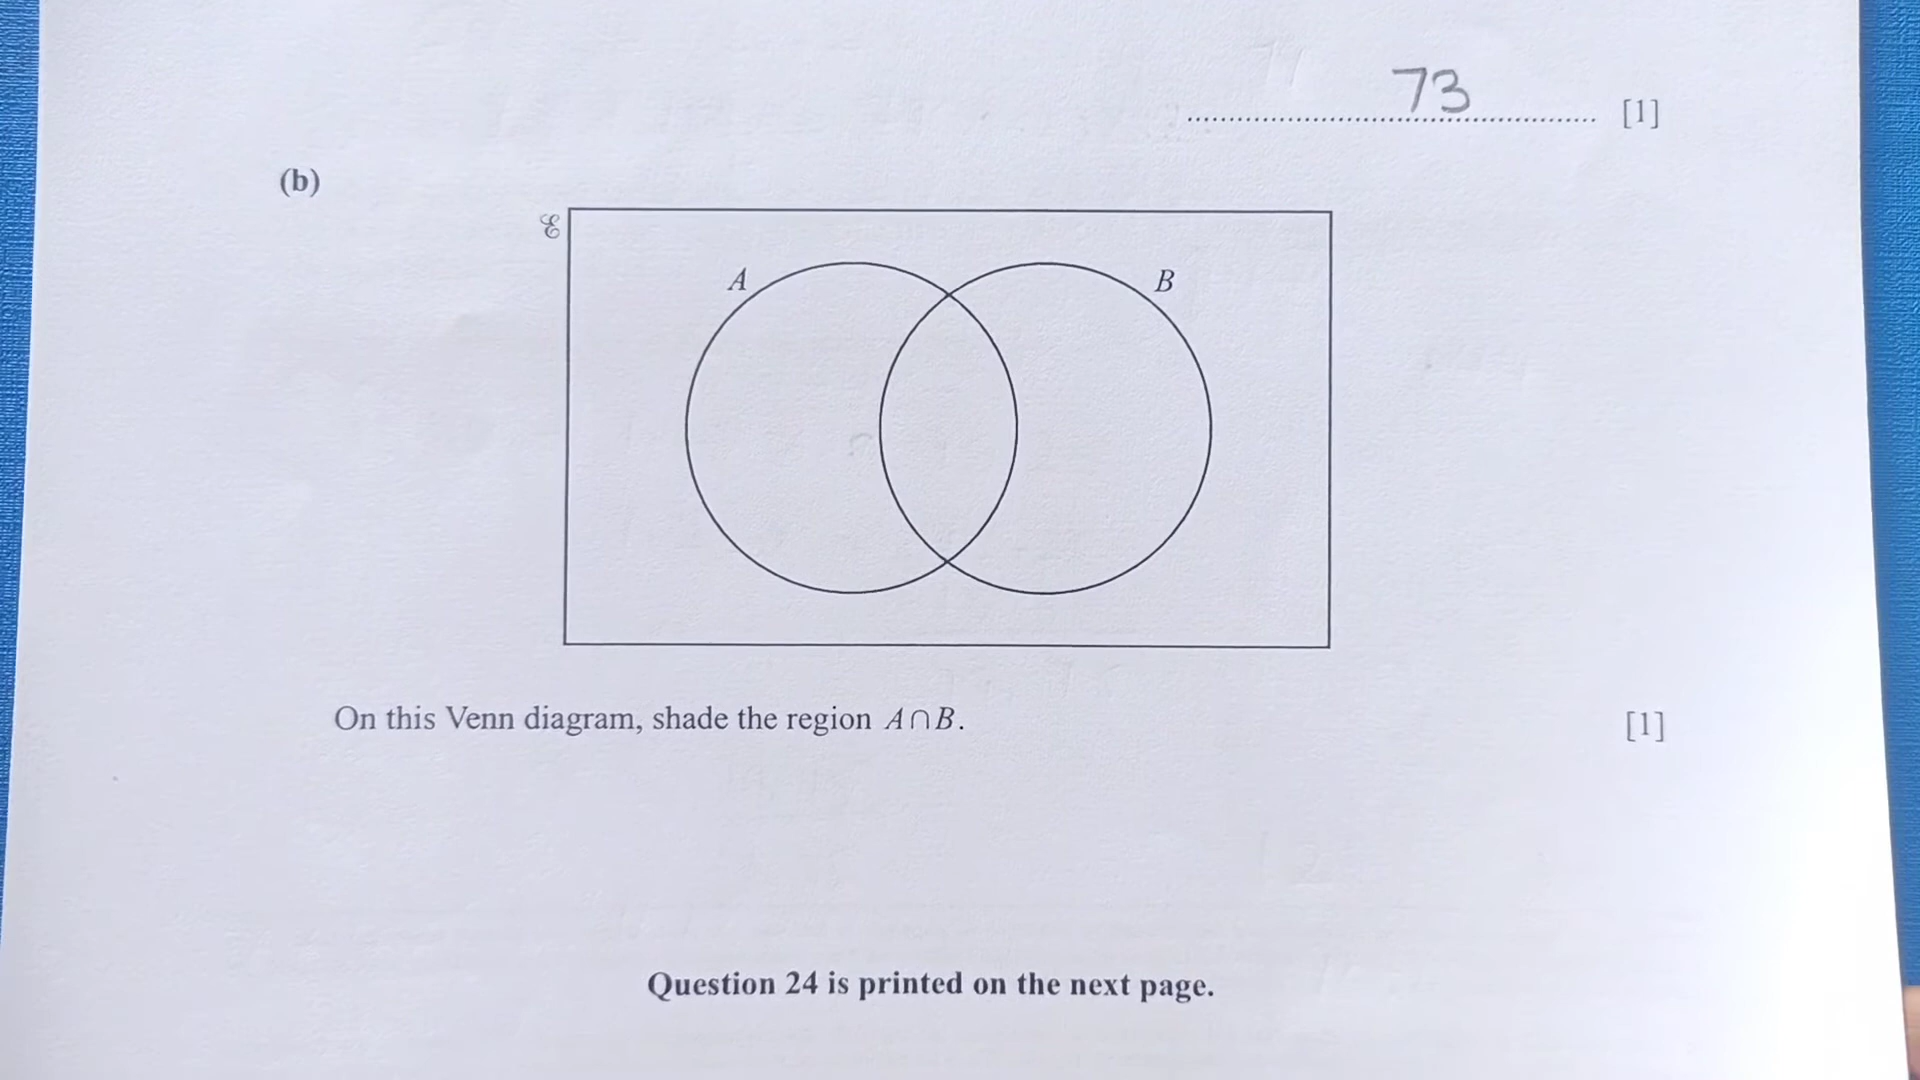 73
[1]
(b)
ℰ
A
B
On this Venn diagram, shade the region A∩B.
[1]
Question 24 is printed on the next page.